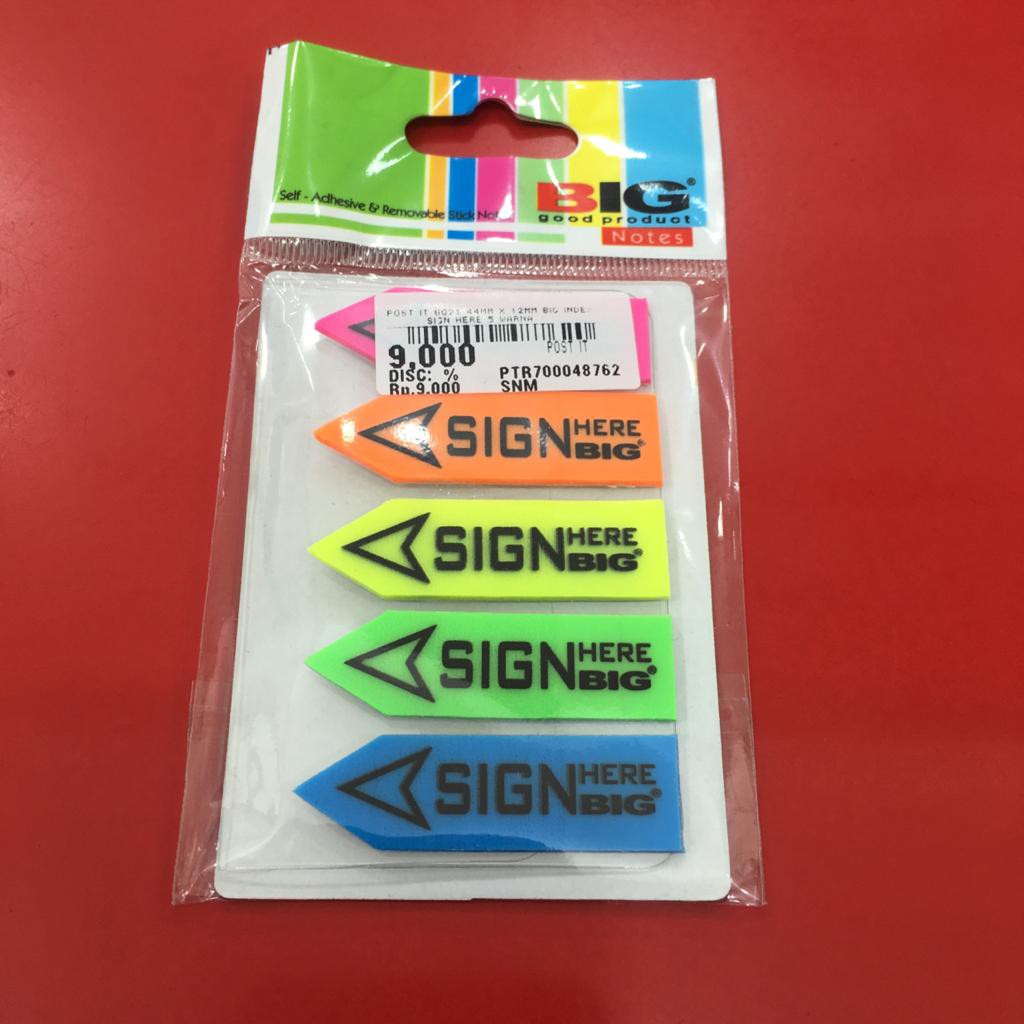 Self - Adhesive & Removable Stick Notes
BIG®
good product
Notes
POST IT 6021 44MM X 12MM BIG INDEX
SIGN HERE 5 WARNA
9,000
POST IT
DISC: %
PTR700048762
Rp.9.000
SNM
SIGN HERE
BIG®
SIGN HERE
BIG®
SIGN HERE
BIG®
SIGN HERE
BIG®